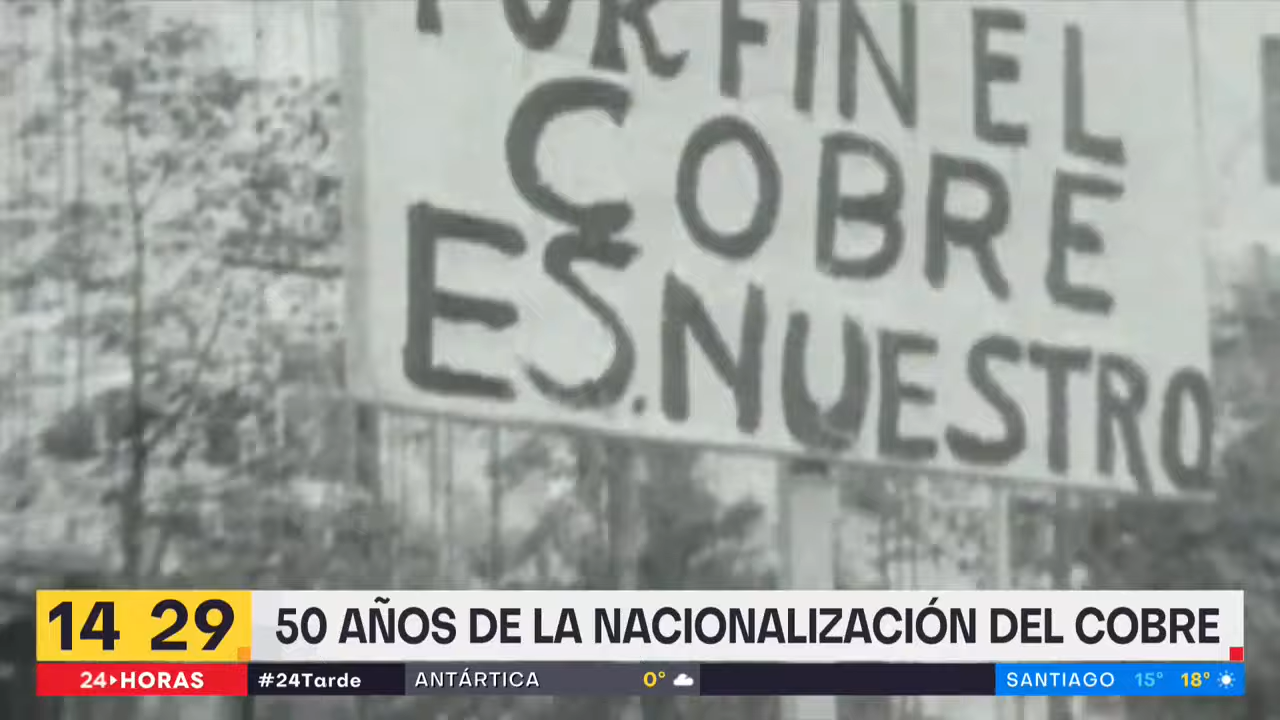 POR FIN EL
COBRE
ES. NUESTRO
14 29
50 AÑOS DE LA NACIONALIZACIÓN DEL COBRE
24 HORAS
#24Tarde
ANTÁRTICA 0°
SANTIAGO 15° 18°